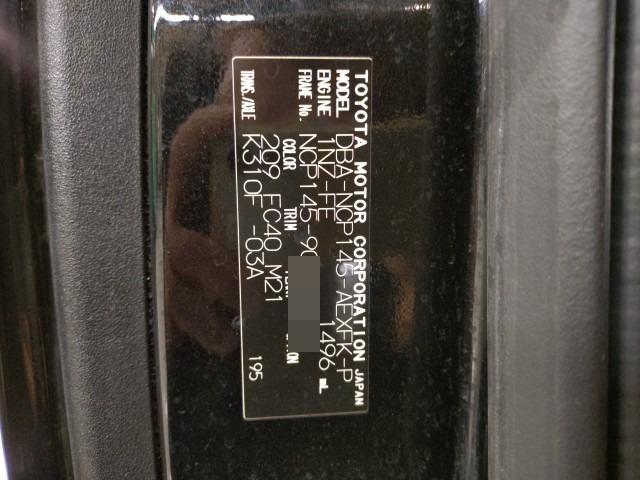 TOYOTA MOTOR CORPORATION JAPAN
MODEL DBA-NCP145-AEXFK-P
ENGINE 1NZ-FE 1496 mL
FRAME No. NCP145-90
COLOR TRIM
209 FC40 M21
TRANS./AXLE K310F -03A
195